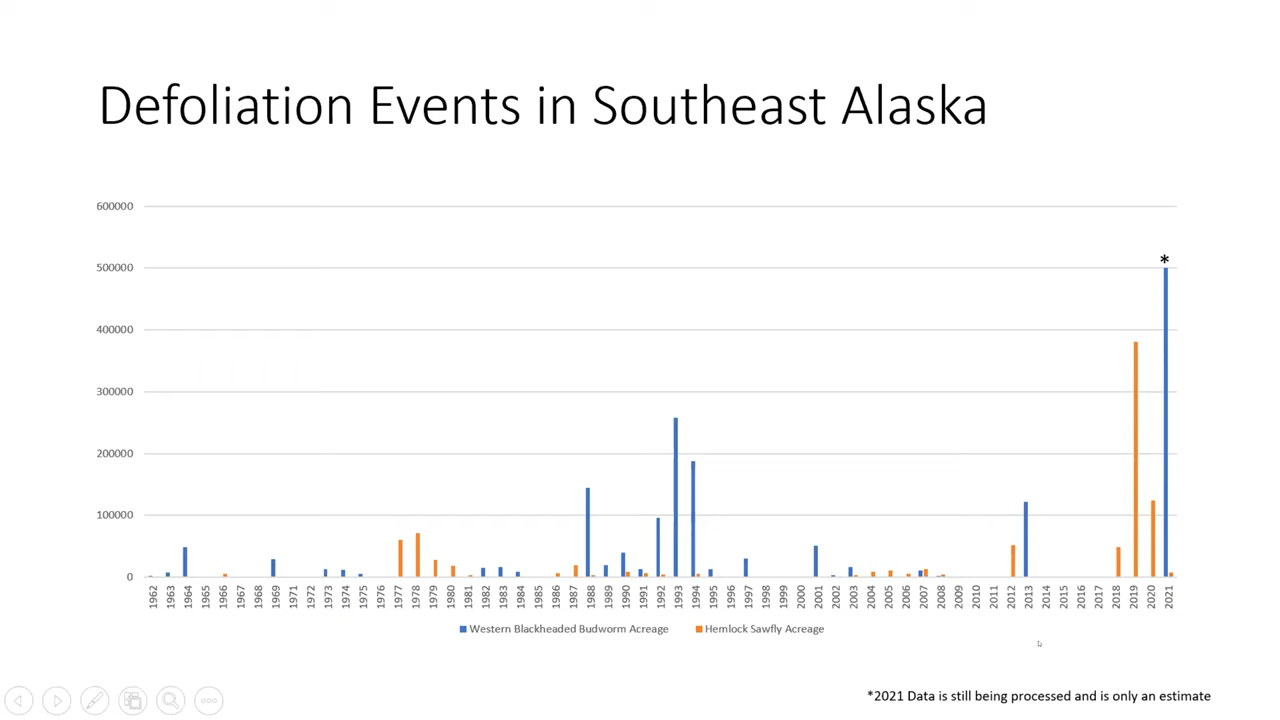 Defoliation Events in Southeast Alaska
600000
*
500000
400000
300000
200000
100000
0
1962 1963 1964 1965 1966 1967 1968 1969 1971 1972 1973 1974 1975 1976 1977 1978 1979 1980 1981 1982 1983 1984 1985 1986 1987 1988 1989 1990 1991 1992 1993 1994 1995 1996 1997 1998 1999 2000 2001 2002 2003 2004 2005 2006 2007 2008 2009 2010 2011 2012 2013 2014 2015 2016 2017 2018 2019 2020 2021
Western Blackheaded Budworm Acreage Hemlock Sawfly Acreage
*2021 Data is still being processed and is only an estimate